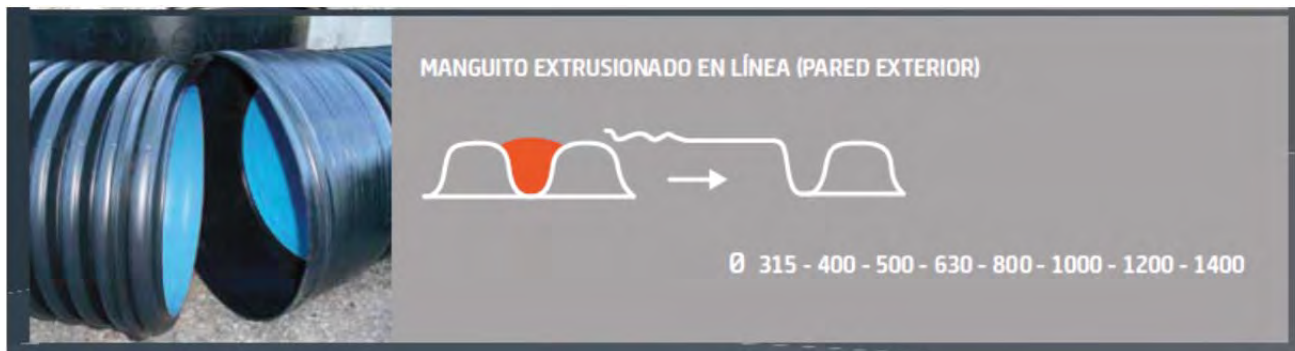 MANGUITO EXTRUSIONADO EN LÍNEA (PARED EXTERIOR)
Ø 315 - 400 - 500 - 630 - 800 - 1000 - 1200 - 1400